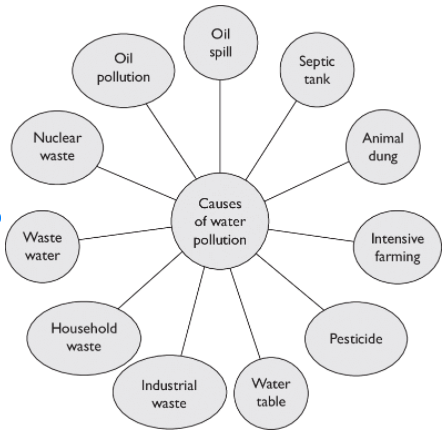 Oil
spill
Septic
tank
Animal
dung
Intensive
farming
Pesticide
Water
table
Industrial
waste
Household
waste
Waste
water
Nuclear
waste
Oil
pollution
Causes
of water
pollution